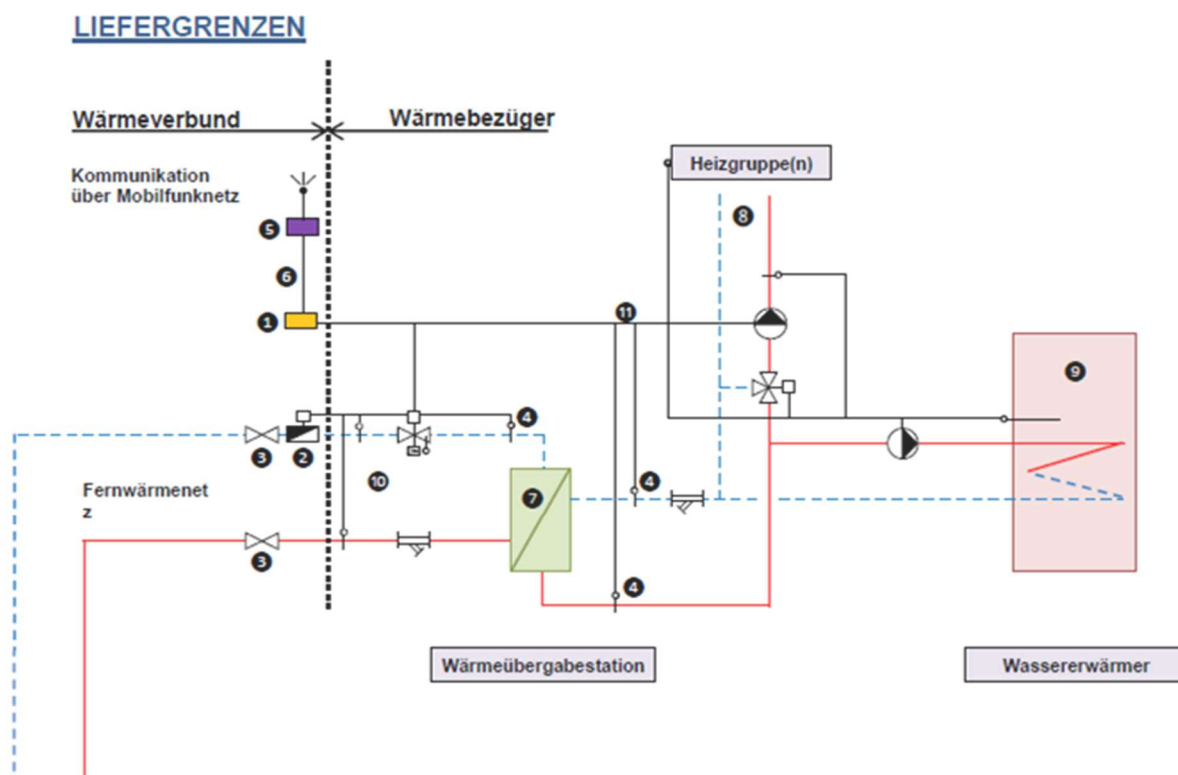 LIEFERGRENZEN
Wärmeverbund
Wärmebezüger
Kommunikation
über Mobilfunknetz
Heizgruppe(n)
8
5
6
1
11
9
4
3
2
10
Fernwärmenet
z
7
4
3
4
Wärmeübergabestation
Wassererwärmer